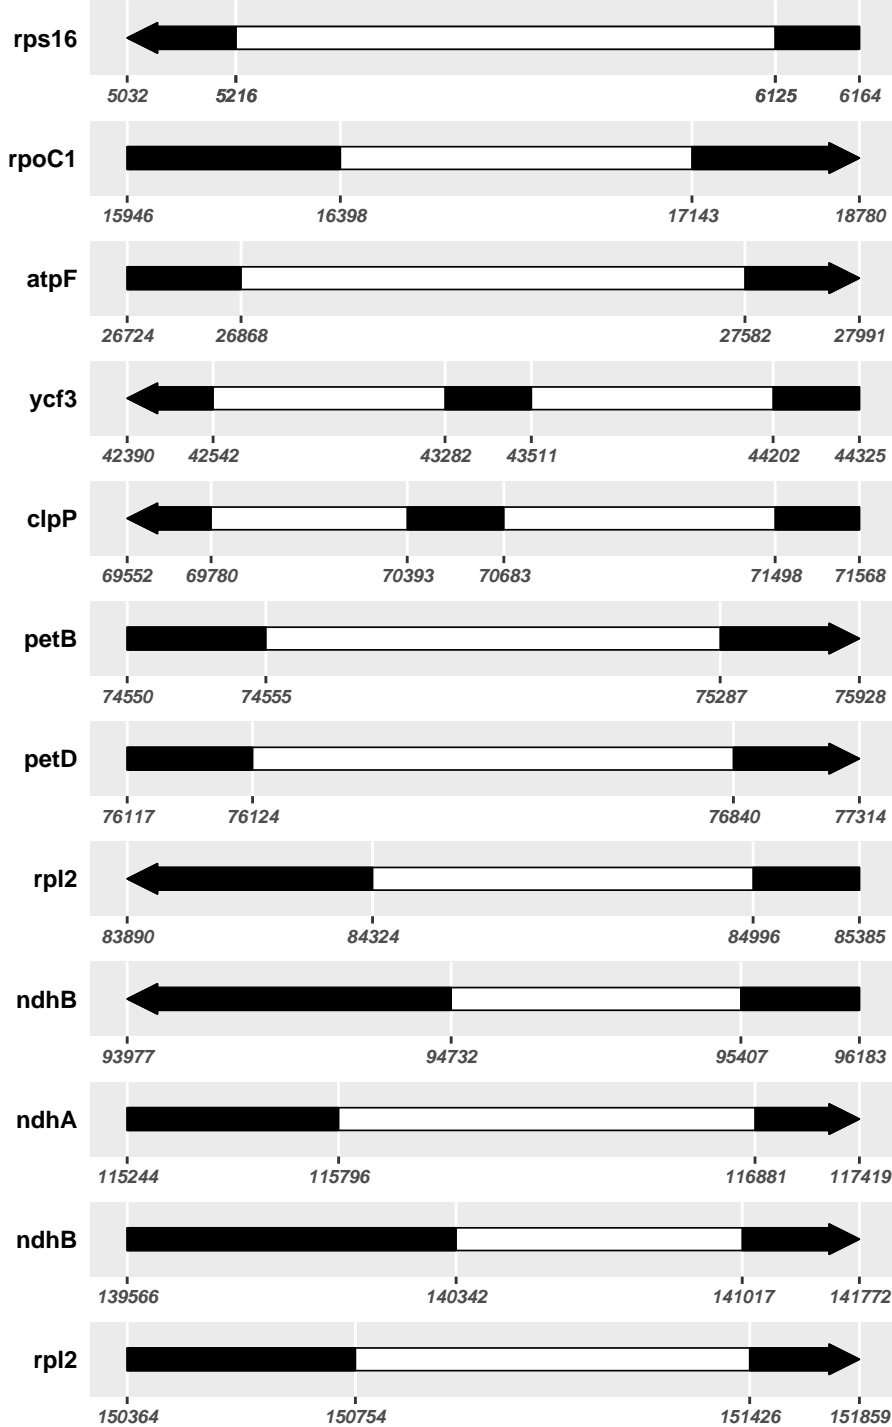 rps16
5032 5216 6125 6164
rpoC1
15946 16398 17143 18780
atpF
26724 26868 27582 27991
ycf3
42390 42542 43282 43511 44202 44325
clpP
69552 69780 70393 70683 71498 71568
petB
74550 74555 75287 75928
petD
76117 76124 76840 77314
rpl2
83890 84324 84996 85385
ndhB
93977 94732 95407 96183
ndhA
115244 115796 116881 117419
ndhB
139566 140342 141017 141772
rpl2
150364 150754 151426 151859